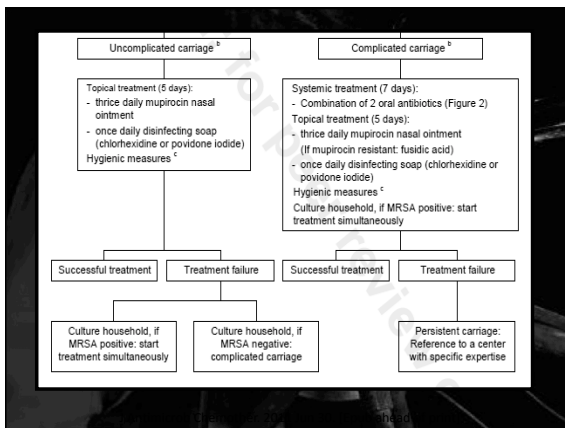 Uncomplicated carriage b
Complicated carriage b
Topical treatment (5 days):
- thrice daily mupirocin nasal
ointment
- once daily disinfecting soap
(chlorhexidine or povidone iodide)
Hygienic measures c
Systemic treatment (7 days):
- Combination of 2 oral antibiotics (Figure 2)
Topical treatment (5 days):
- thrice daily mupirocin nasal ointment
(If mupirocin resistant: fusidic acid)
- once daily disinfecting soap (chlorhexidine or
povidone iodide)
Hygienic measures c
Culture household, if MRSA positive: start
treatment simultaneously
Successful treatment
Treatment failure
Successful treatment
Treatment failure
Culture household, if
MRSA positive: start
treatment simultaneously
Culture household, if
MRSA negative:
complicated carriage
Persistent carriage:
Reference to a center
with specific expertise
for peer review